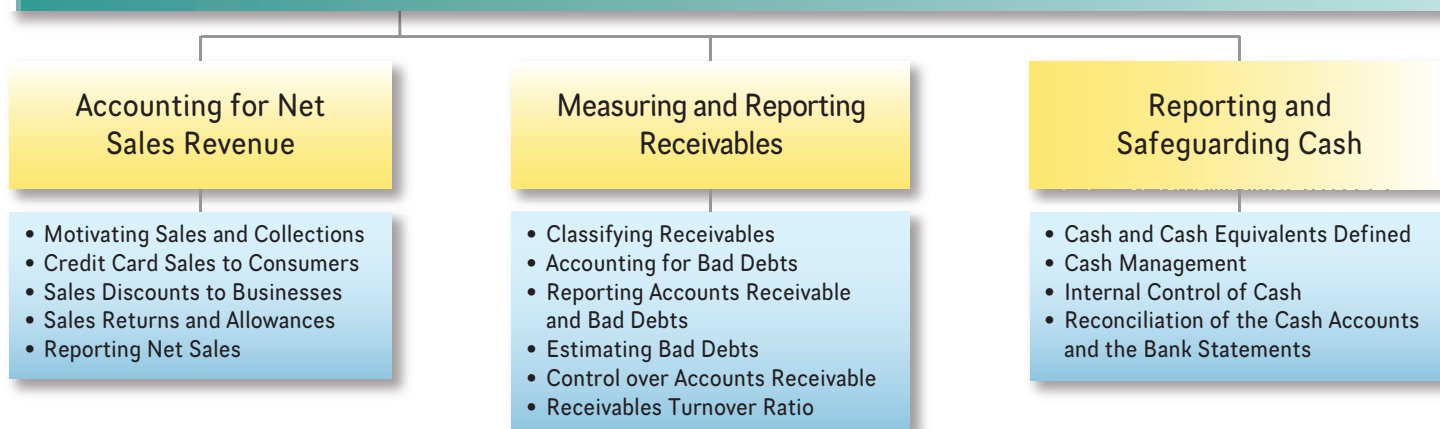 Accounting for Net
Sales Revenue
• Motivating Sales and Collections
• Credit Card Sales to Consumers
• Sales Discounts to Businesses
• Sales Returns and Allowances
• Reporting Net Sales
Measuring and Reporting
Receivables
• Classifying Receivables
• Accounting for Bad Debts
• Reporting Accounts Receivable
and Bad Debts
• Estimating Bad Debts
• Control over Accounts Receivable
• Receivables Turnover Ratio
Reporting and
Safeguarding Cash
• Cash and Cash Equivalents Defined
• Cash Management
• Internal Control of Cash
• Reconciliation of the Cash Accounts
and the Bank Statements